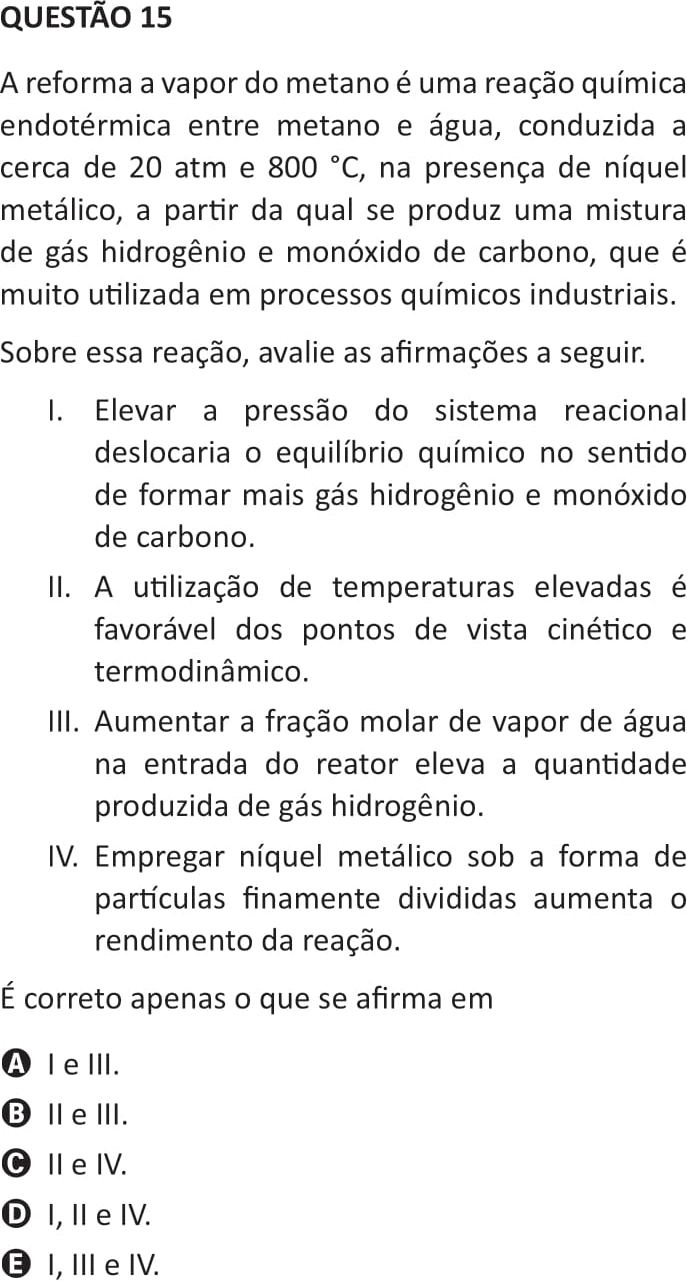 QUESTÃO 15
A reforma a vapor do metano é uma reação química
endotérmica entre metano e água, conduzida a
cerca de 20 atm e 800 °C, na presença de níquel
metálico, a partir da qual se produz uma mistura
de gás hidrogênio e monóxido de carbono, que é
muito utilizada em processos químicos industriais.
Sobre essa reação, avalie as afirmações a seguir.
I. Elevar a pressão do sistema reacional
deslocaria o equilíbrio químico no sentido
de formar mais gás hidrogênio e monóxido
de carbono.
II. A utilização de temperaturas elevadas é
favorável dos pontos de vista cinético e
termodinâmico.
III. Aumentar a fração molar de vapor de água
na entrada do reator eleva a quantidade
produzida de gás hidrogênio.
IV. Empregar níquel metálico sob a forma de
partículas finamente divididas aumenta o
rendimento da reação.
É correto apenas o que se afirma em
A I e III.
B II e III.
C II e IV.
D I, II e IV.
E I, III e IV.